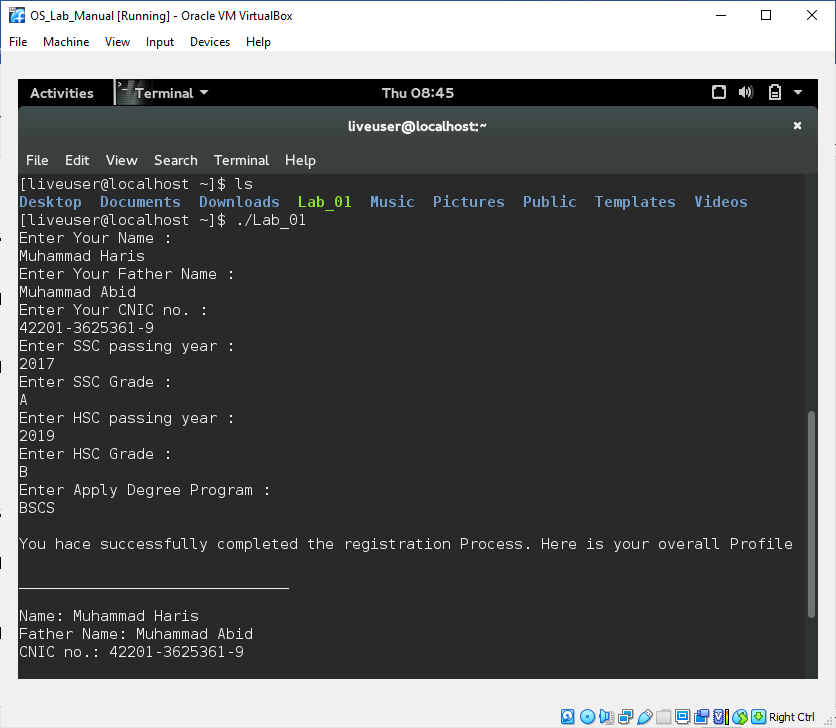 OS_Lab_Manual [Running] - Oracle VM VirtualBox
File Machine View Input Devices Help
Activities Terminal Thu 08:45
liveuser@localhost:~
File Edit View Search Terminal Help
[liveuser@localhost ~]$ ls
Desktop Documents Downloads Lab_01 Music Pictures Public Templates Videos
[liveuser@localhost ~]$ ./Lab_01
Enter Your Name :
Muhammad Haris
Enter Your Father Name :
Muhammad Abid
Enter Your CNIC no. :
42201-3625361-9
Enter SSC passing year :
2017
Enter SSC Grade :
A
Enter HSC passing year :
2019
Enter HSC Grade :
B
Enter Apply Degree Program :
BSCS
You hace successfully completed the registration Process. Here is your overall Profile
______________________________
Name: Muhammad Haris
Father Name: Muhammad Abid
CNIC no.: 42201-3625361-9
Right Ctrl